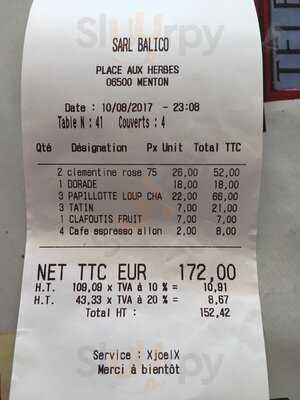 SARL BALICO
PLACE AUX HERBES
06500 MENTON
Date : 10/08/2017 - 23:08
Table N : 41 Couverts : 4
Qté Désignation Px Unit Total TTC
2 clementine rose 75 26,00 52,00
1 DORADE 18,00 18,00
3 PAPILLOTTE LOUP CHA 22,00 66,00
3 TATIN 7,00 21,00
1 CLAFOUTIS FRUIT 7,00 7,00
4 Cafe espresso allon 2,00 8,00
NET TTC EUR 172,00
H.T. 109,09 x TVA à 10 % = 10,91
H.T. 43,33 x TVA à 20 % = 8,67
Total HT : 152,42
Service : XjoelX
Merci à bientôt